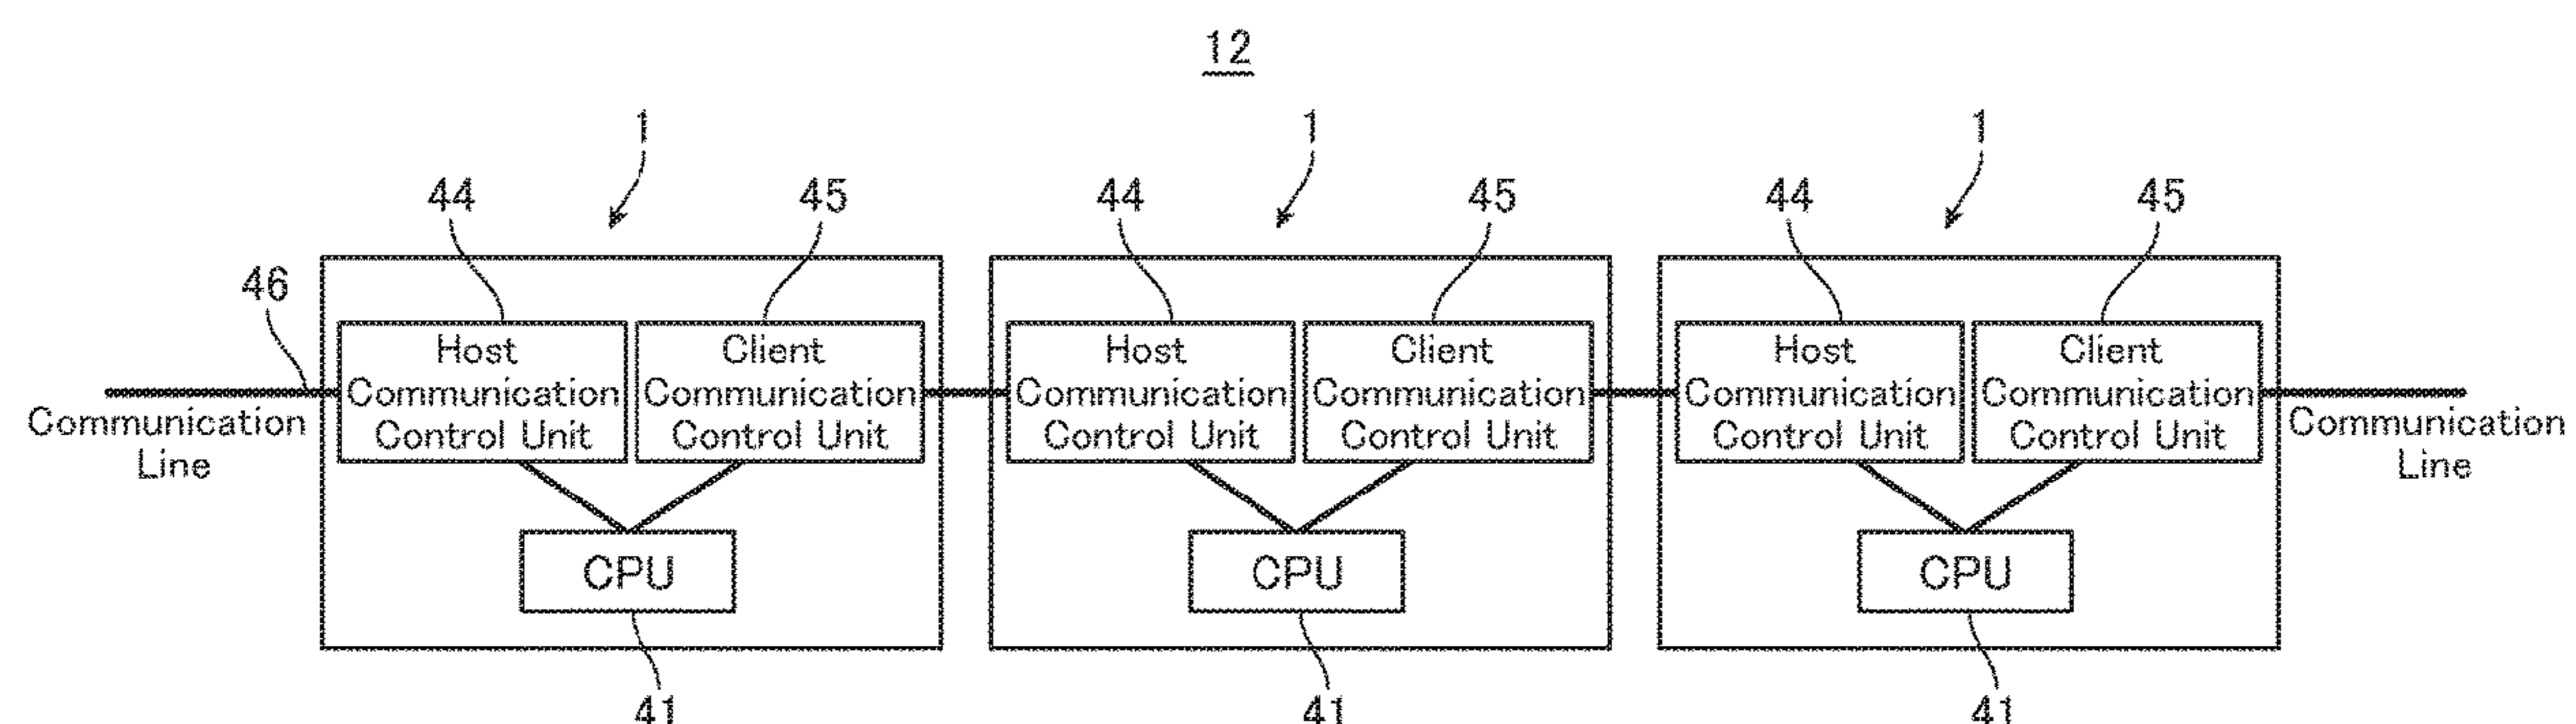 12
1
1
1
44
45
44
45
44
45
46
Host
Communication
Control Unit
Client
Communication
Control Unit
Host
Communication
Control Unit
Client
Communication
Control Unit
Host
Communication
Control Unit
Client
Communication
Control Unit
Communication
Line
Communication
Line
CPU
CPU
CPU
41
41
41